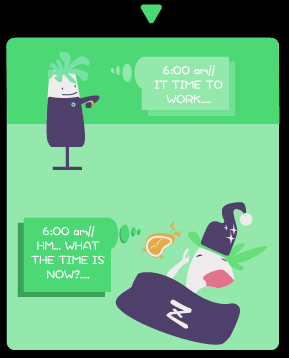 6:00 am//
IT TIME TO
WORK....
6:00 am//
HM... WHAT
THE TIME IS
NOW?....